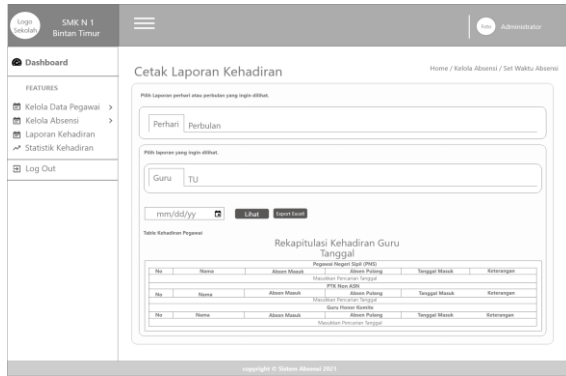 Logo Sekolah
SMK N 1
Bintan Timur
Foto
Administrator
Dashboard
FEATURES
Kelola Data Pegawai >
Kelola Absensi >
Laporan Kehadiran
Statistik Kehadiran
Log Out
Cetak Laporan Kehadiran
Home / Kelola Absensi / Set Waktu Absensi
Pilih Laporan perhari atau perbulan yang ingin dilihat.
Perhari Perbulan
Pilih laporan yang ingin dilihat.
Guru TU
mm/dd/yy Lihat Export Excell
Table Kehadiran Pegawai
Rekapitulasi Kehadiran Guru
Tanggal
Pegawai Negeri Sipil (PNS)
No Nama Absen Masuk Absen Pulang Tanggal Masuk Keterangan
Masukkan Pencarian Tanggal
PTK Non ASN
No Nama Absen Masuk Absen Pulang Tanggal Masuk Keterangan
Masukkan Pencarian Tanggal
Guru Honor Komite
No Nama Absen Masuk Absen Pulang Tanggal Masuk Keterangan
Masukkan Pencarian Tanggal
copyright © Sistem Absensi 2021